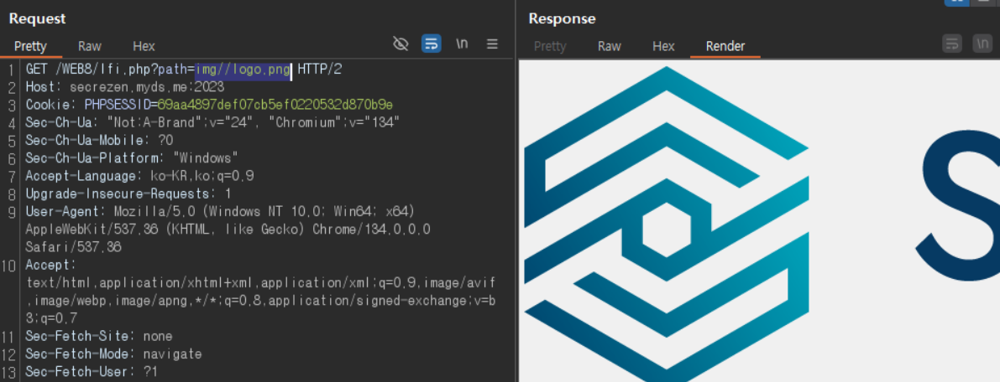 Request
Pretty Raw Hex \n
1 GET /WEB8/lfi.php?path=img//logo.png HTTP/2
2 Host: secrezen.myds.me:2023
3 Cookie: PHPSESSID=69aa4897def07cb5ef0220532d870b9e
4 Sec-Ch-Ua: "Not:A-Brand";v="24", "Chromium";v="134"
5 Sec-Ch-Ua-Mobile: ?0
6 Sec-Ch-Ua-Platform: "Windows"
7 Accept-Language: ko-KR,ko;q=0.9
8 Upgrade-Insecure-Requests: 1
9 User-Agent: Mozilla/5.0 (Windows NT 10.0; Win64; x64)
AppleWebKit/537.36 (KHTML, like Gecko) Chrome/134.0.0.0
Safari/537.36
10 Accept:
text/html,application/xhtml+xml,application/xml;q=0.9,image/avif
,image/webp,image/apng,*/*;q=0.8,application/signed-exchange;v=b
3;q=0.7
11 Sec-Fetch-Site: none
12 Sec-Fetch-Mode: navigate
13 Sec-Fetch-User: ?1
Response
Pretty Raw Hex Render \n
S